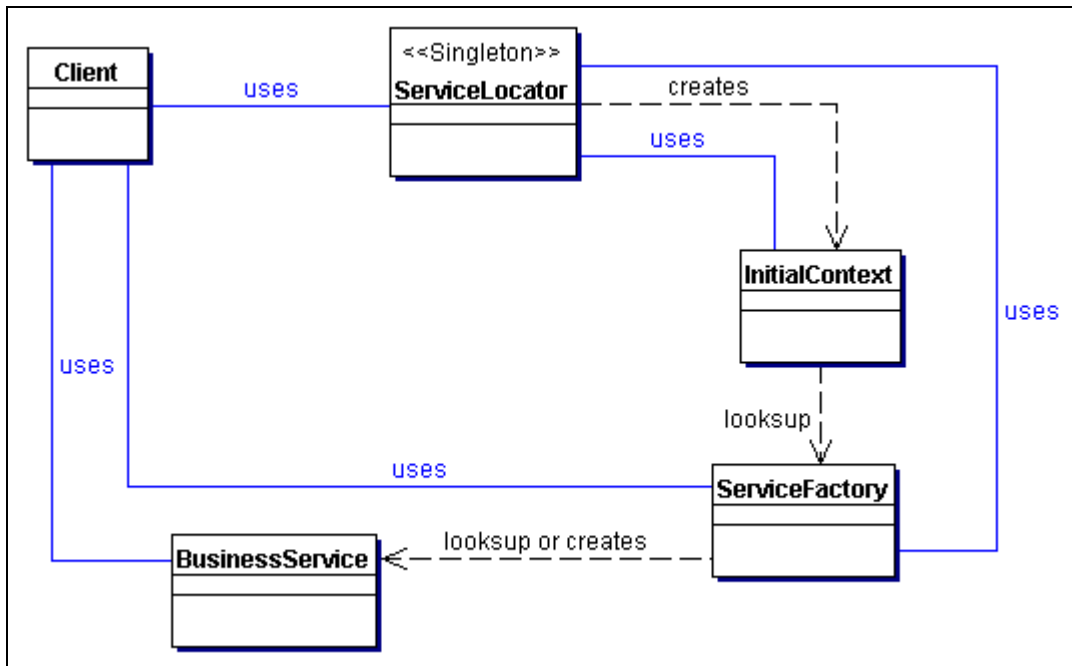 <<Singleton>>
Client
ServiceLocator
uses
creates
uses
InitialContext
uses
uses
looksup
uses
ServiceFactory
looksup or creates
BusinessService